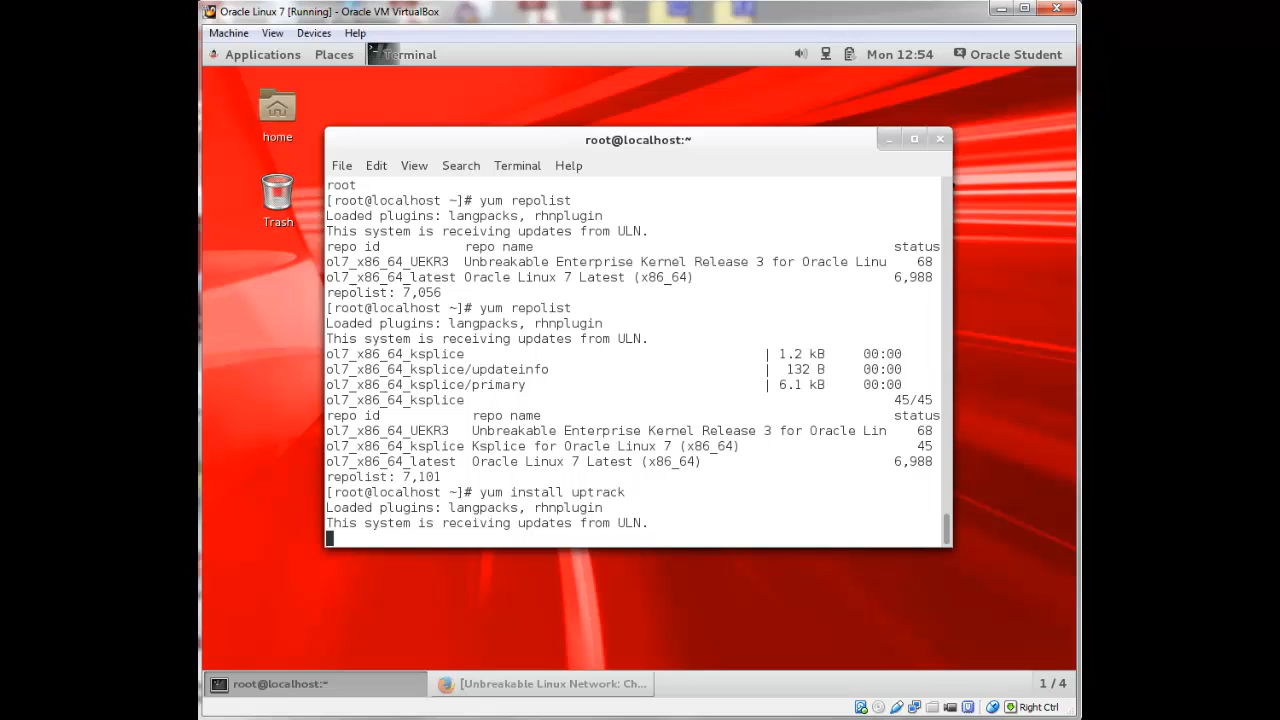 Oracle Linux 7 [Running] - Oracle VM VirtualBox
Machine View Devices Help
Applications Places Terminal Mon 12:54 Oracle Student
home
Trash
root@localhost:~
File Edit View Search Terminal Help
root
[root@localhost ~]# yum repolist
Loaded plugins: langpacks, rhnplugin
This system is receiving updates from ULN.
repo id repo name status
ol7_x86_64_UEKR3 Unbreakable Enterprise Kernel Release 3 for Oracle Linu 68
ol7_x86_64_latest Oracle Linux 7 Latest (x86_64) 6,988
repolist: 7,056
[root@localhost ~]# yum repolist
Loaded plugins: langpacks, rhnplugin
This system is receiving updates from ULN.
ol7_x86_64_ksplice | 1.2 kB 00:00
ol7_x86_64_ksplice/updateinfo | 132 B 00:00
ol7_x86_64_ksplice/primary | 6.1 kB 00:00
ol7_x86_64_ksplice 45/45
repo id repo name status
ol7_x86_64_UEKR3 Unbreakable Enterprise Kernel Release 3 for Oracle Lin 68
ol7_x86_64_ksplice Ksplice for Oracle Linux 7 (x86_64) 45
ol7_x86_64_latest Oracle Linux 7 Latest (x86_64) 6,988
repolist: 7,101
[root@localhost ~]# yum install uptrack
Loaded plugins: langpacks, rhnplugin
This system is receiving updates from ULN.
root@localhost:~ [Unbreakable Linux Network: Ch... 1 / 4
Right Ctrl